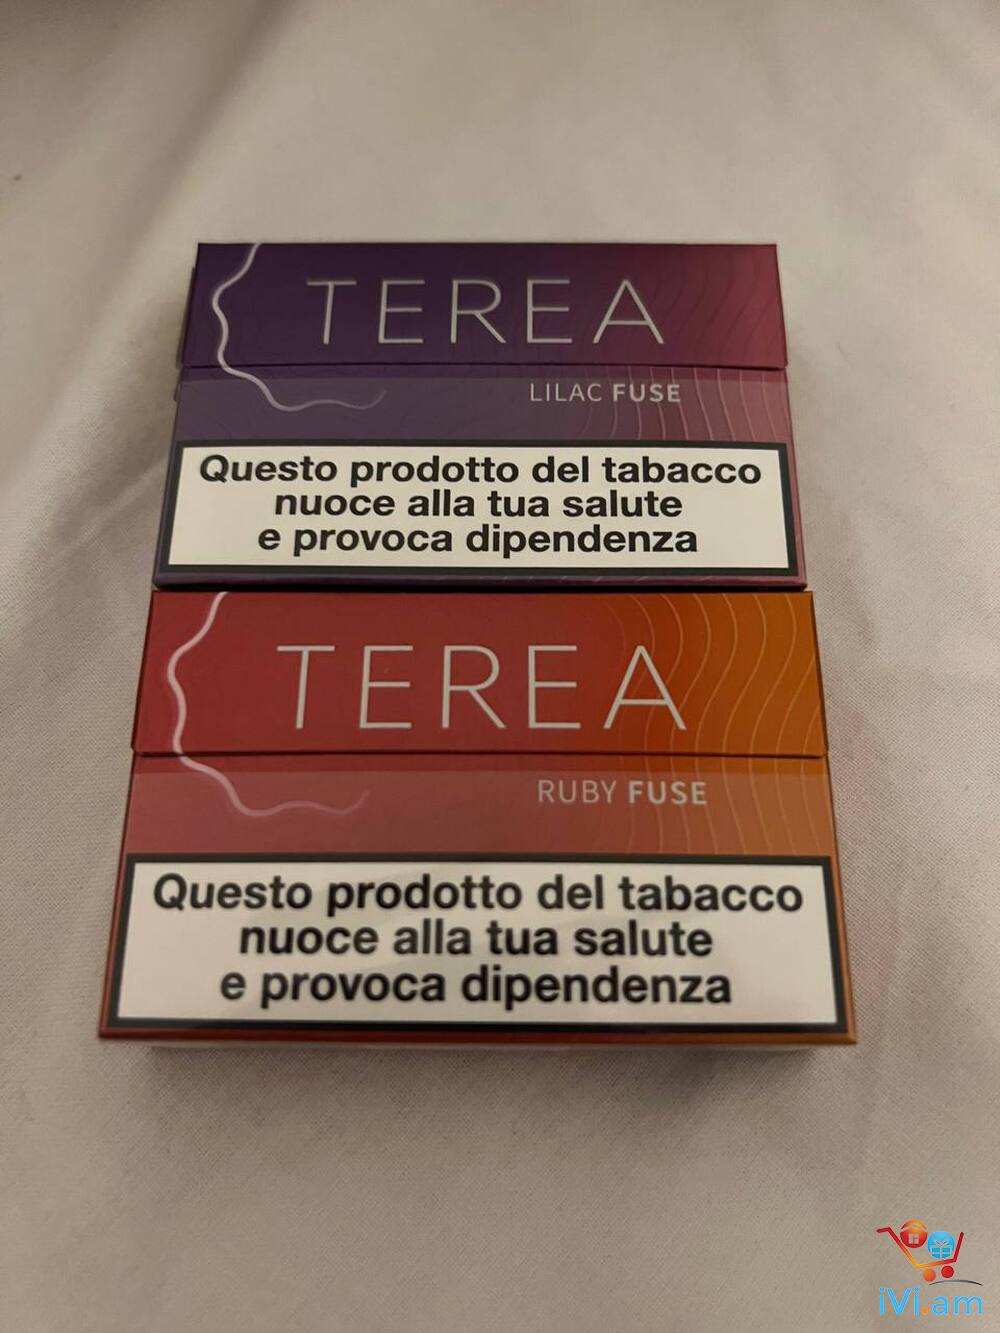 TEREA
LILAC FUSE
Questo prodotto del tabacco
nuoce alla tua salute
e provoca dipendenza
TEREA
RUBY FUSE
Questo prodotto del tabacco
nuoce alla tua salute
e provoca dipendenza
iVi.am